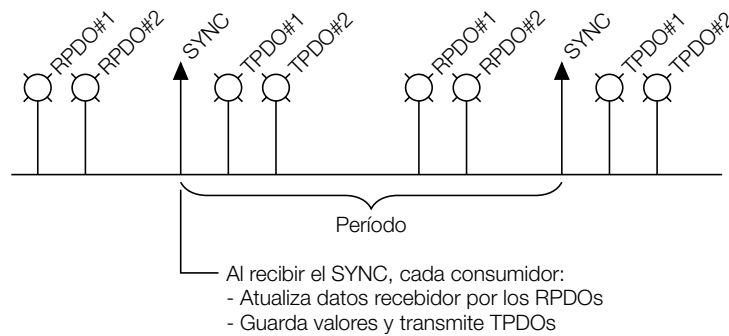 RPDO#1
RPDO#2
SYNC
TPDO#1
TPDO#2
RPDO#1
RPDO#2
SYNC
TPDO#1
TPDO#2
Período
Al recibir el SYNC, cada consumidor:
- Atualiza datos recebidor por los RPDOs
- Guarda valores y transmite TPDOs